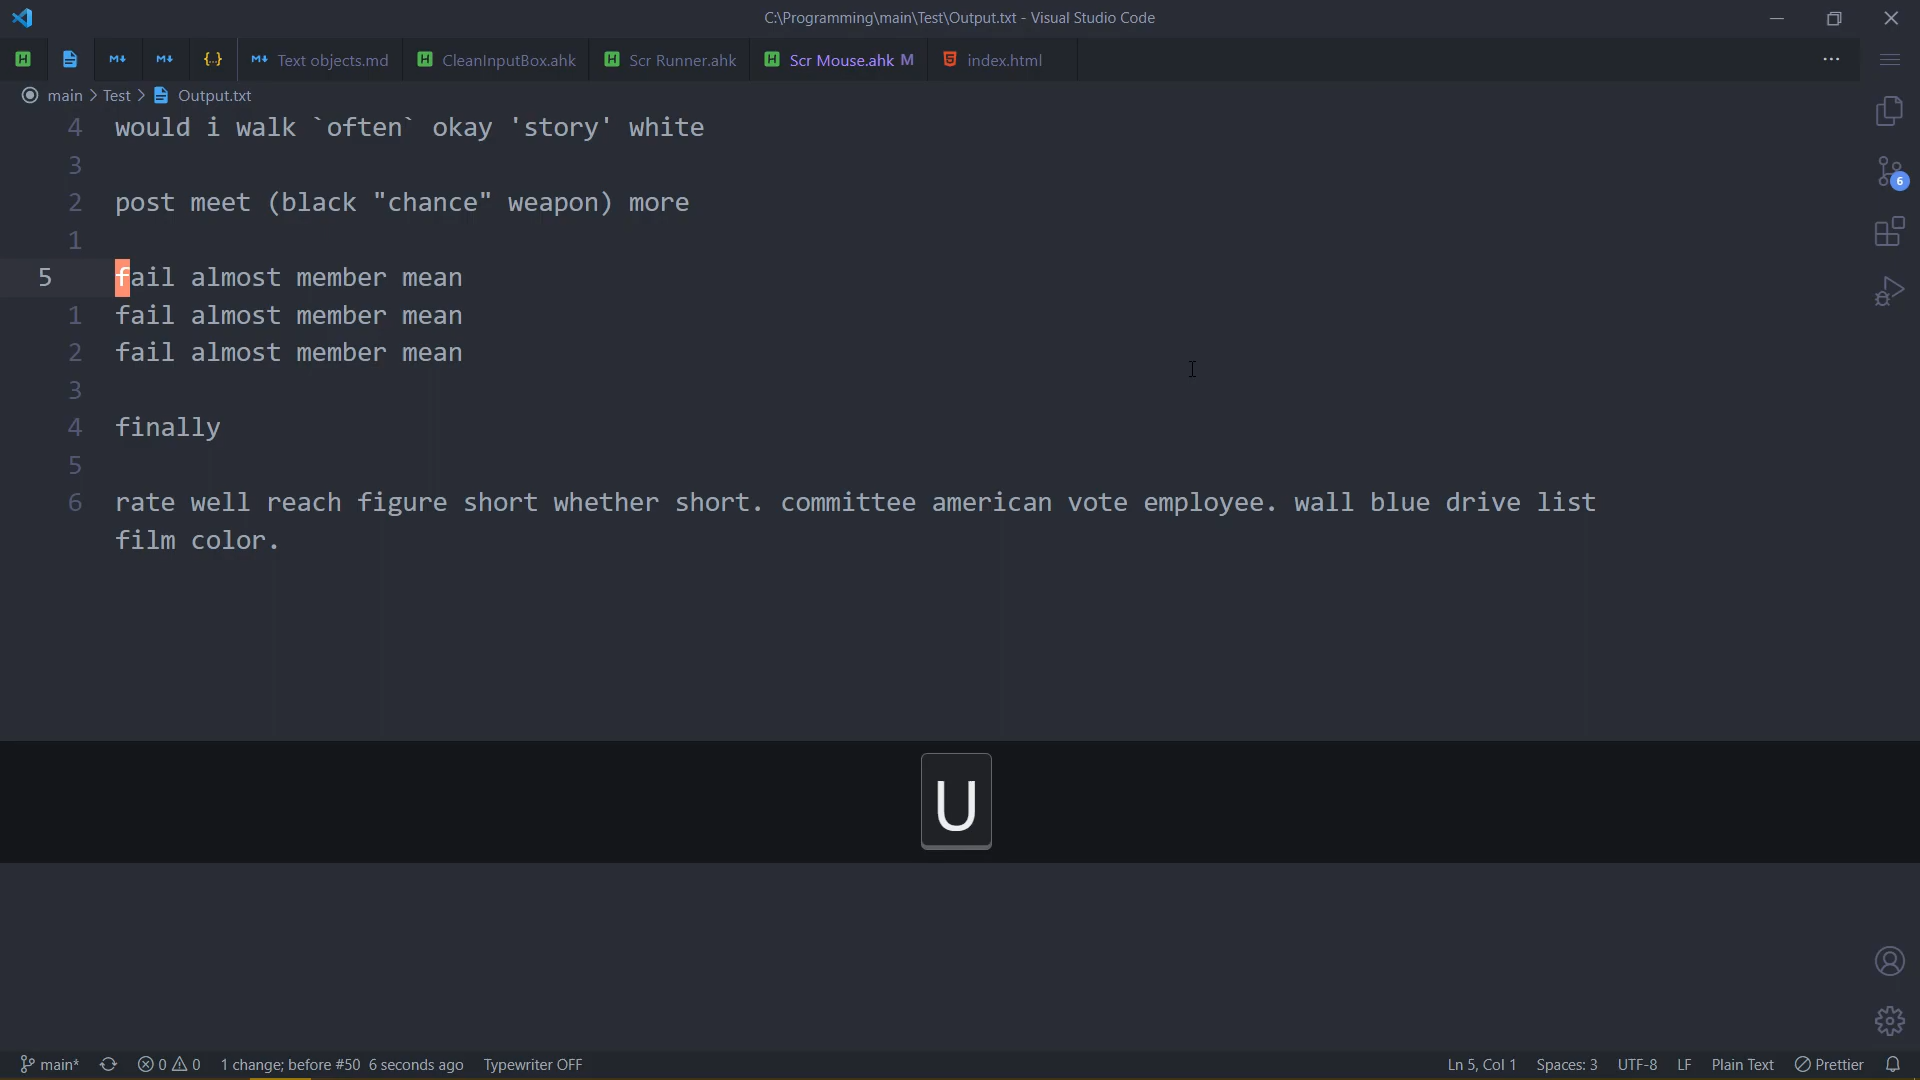 C:\Programming\main\Test\Output.txt - Visual Studio Code
Text objects.md CleanInputBox.ahk Scr Runner.ahk Scr Mouse.ahk M index.html
main > Test > Output.txt
4 would i walk `often` okay 'story' white
3
2 post meet (black "chance" weapon) more
1
5 fail almost member mean
1 fail almost member mean
2 fail almost member mean
3
4 finally
5
6 rate well reach figure short whether short. committee american vote employee. wall blue drive list
film color.
6
U
main* 0 0 1 change; before #50 6 seconds ago Typewriter OFF Ln 5, Col 1 Spaces: 3 UTF-8 LF Plain Text Prettier